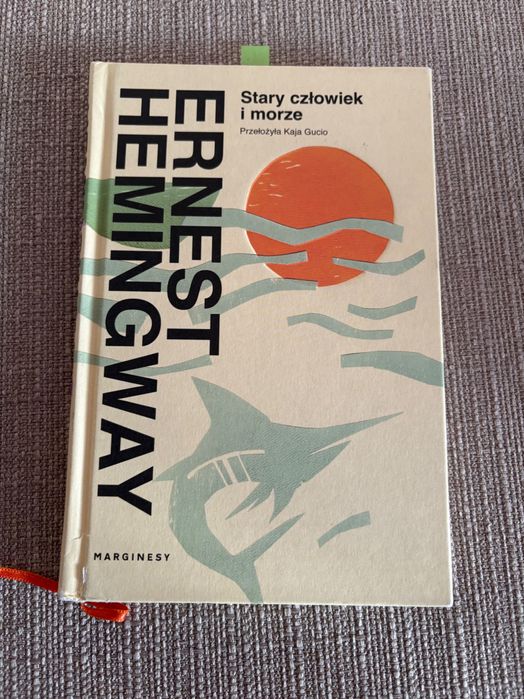 ERNEST
HEMINGWAY
Stary człowiek
i morze
Przełożyła Kaja Gucio
MARGINESY